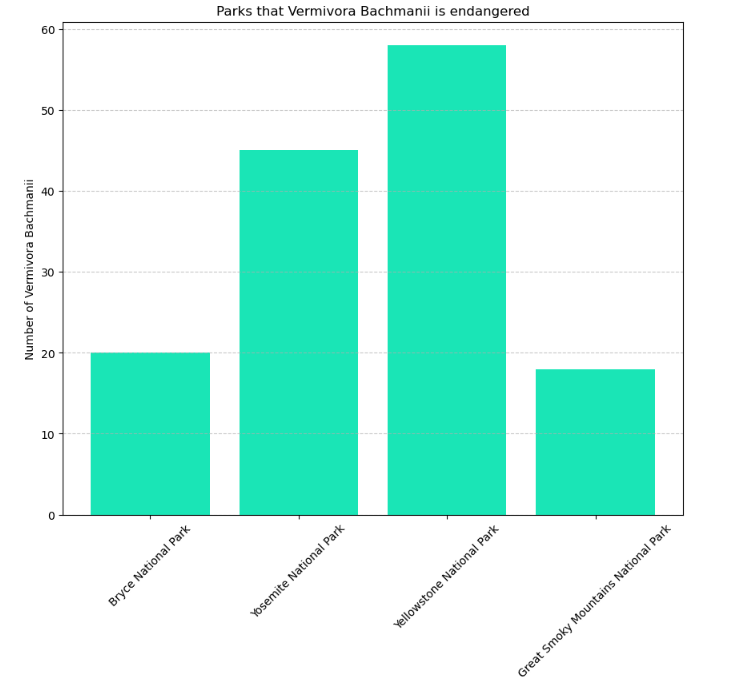 Parks that Vermivora Bachmanii is endangered
Number of Vermivora Bachmanii
60
50
40
30
20
10
0
Bryce National Park
Yosemite National Park
Yellowstone National Park
Great Smoky Mountains National Park